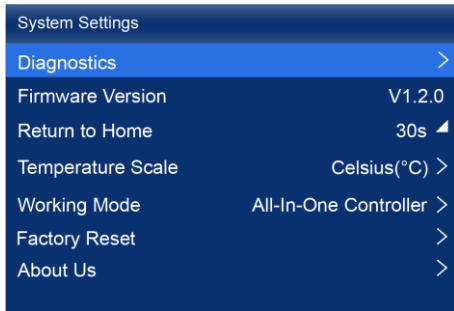 System Settings
Diagnostics >
Firmware Version V1.2.0
Return to Home 30s
Temperature Scale Celsius(°C) >
Working Mode All-In-One Controller >
Factory Reset >
About Us >